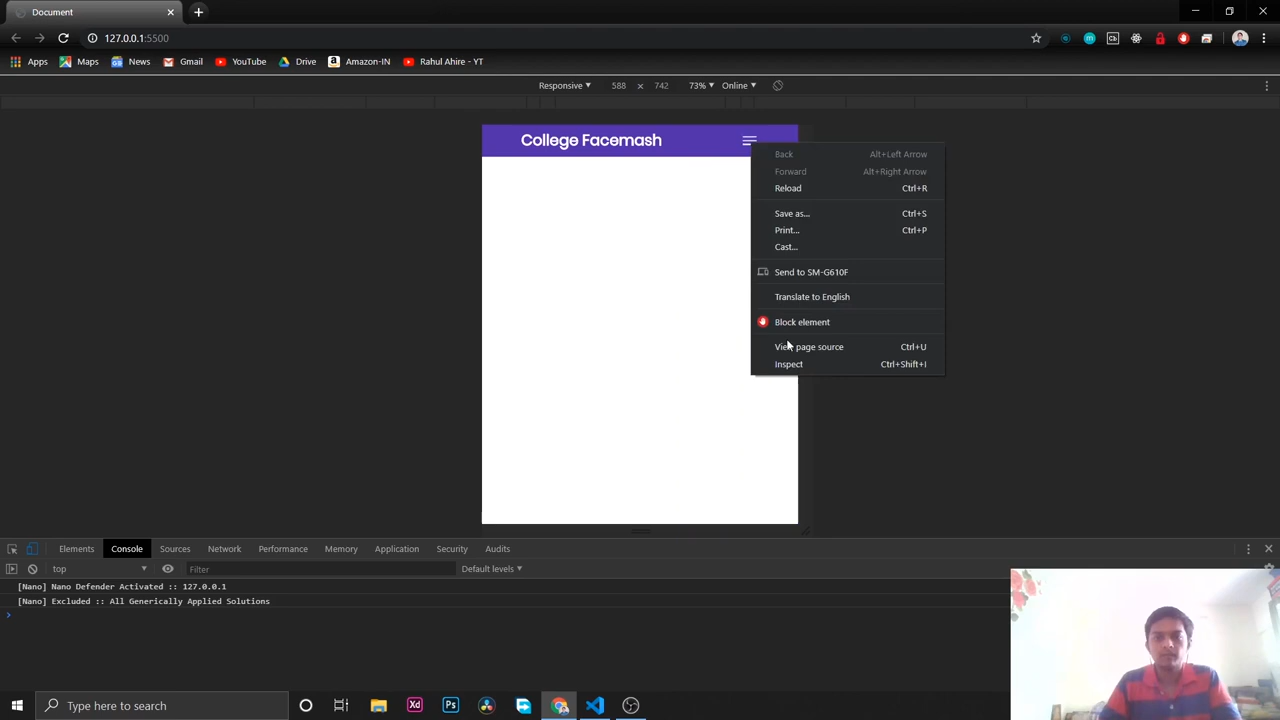 Document
127.0.0.1:5500
Apps Maps News Gmail YouTube Drive Amazon-IN Rahul Ahire - YT
Responsive 588 × 742 73% Online
College Facemash
Back Alt+Left Arrow
Forward Alt+Right Arrow
Reload Ctrl+R
Save as... Ctrl+S
Print... Ctrl+P
Cast...
Send to SM-G610F
Translate to English
Block element
View page source Ctrl+U
Inspect Ctrl+Shift+I
Elements Console Sources Network Performance Memory Application Security Audits
top Filter Default levels
[Nano] Nano Defender Activated :: 127.0.0.1
[Nano] Excluded :: All Generically Applied Solutions
Type here to search Xd Ps